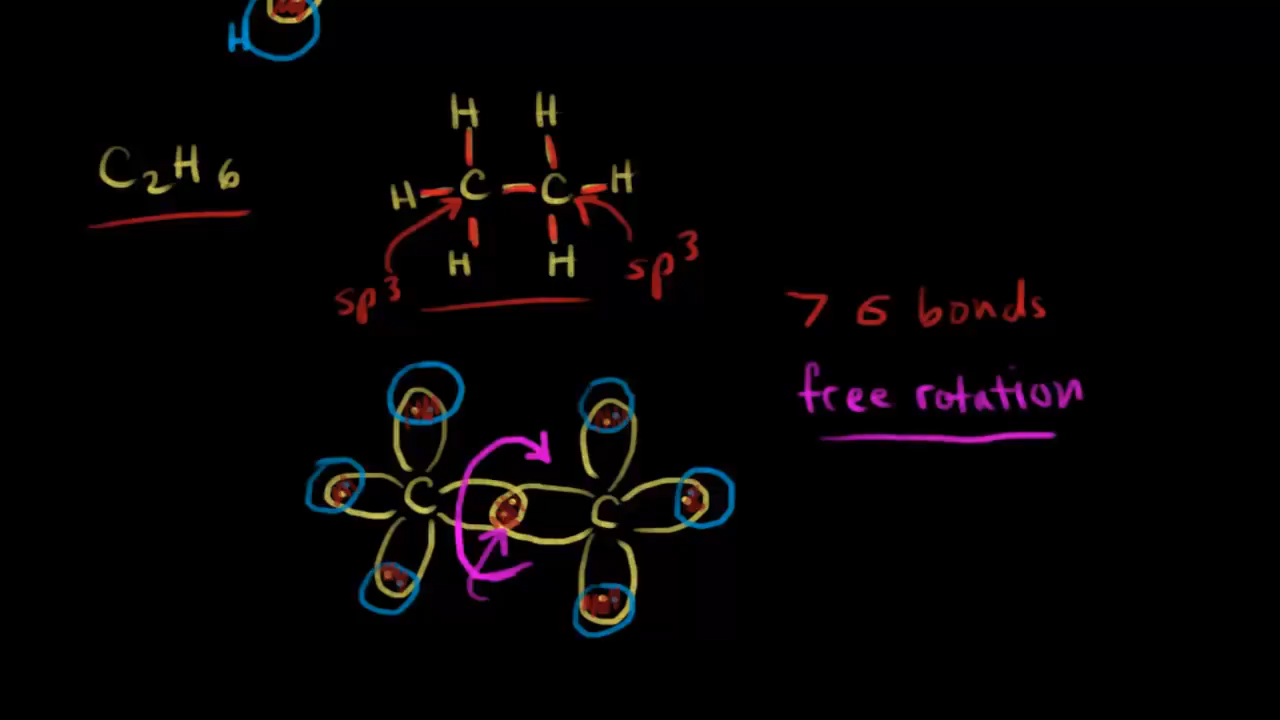 H
C₂H₆
H H
H C C H
H H
sp³ sp³
7 σ bonds
free rotation
C C